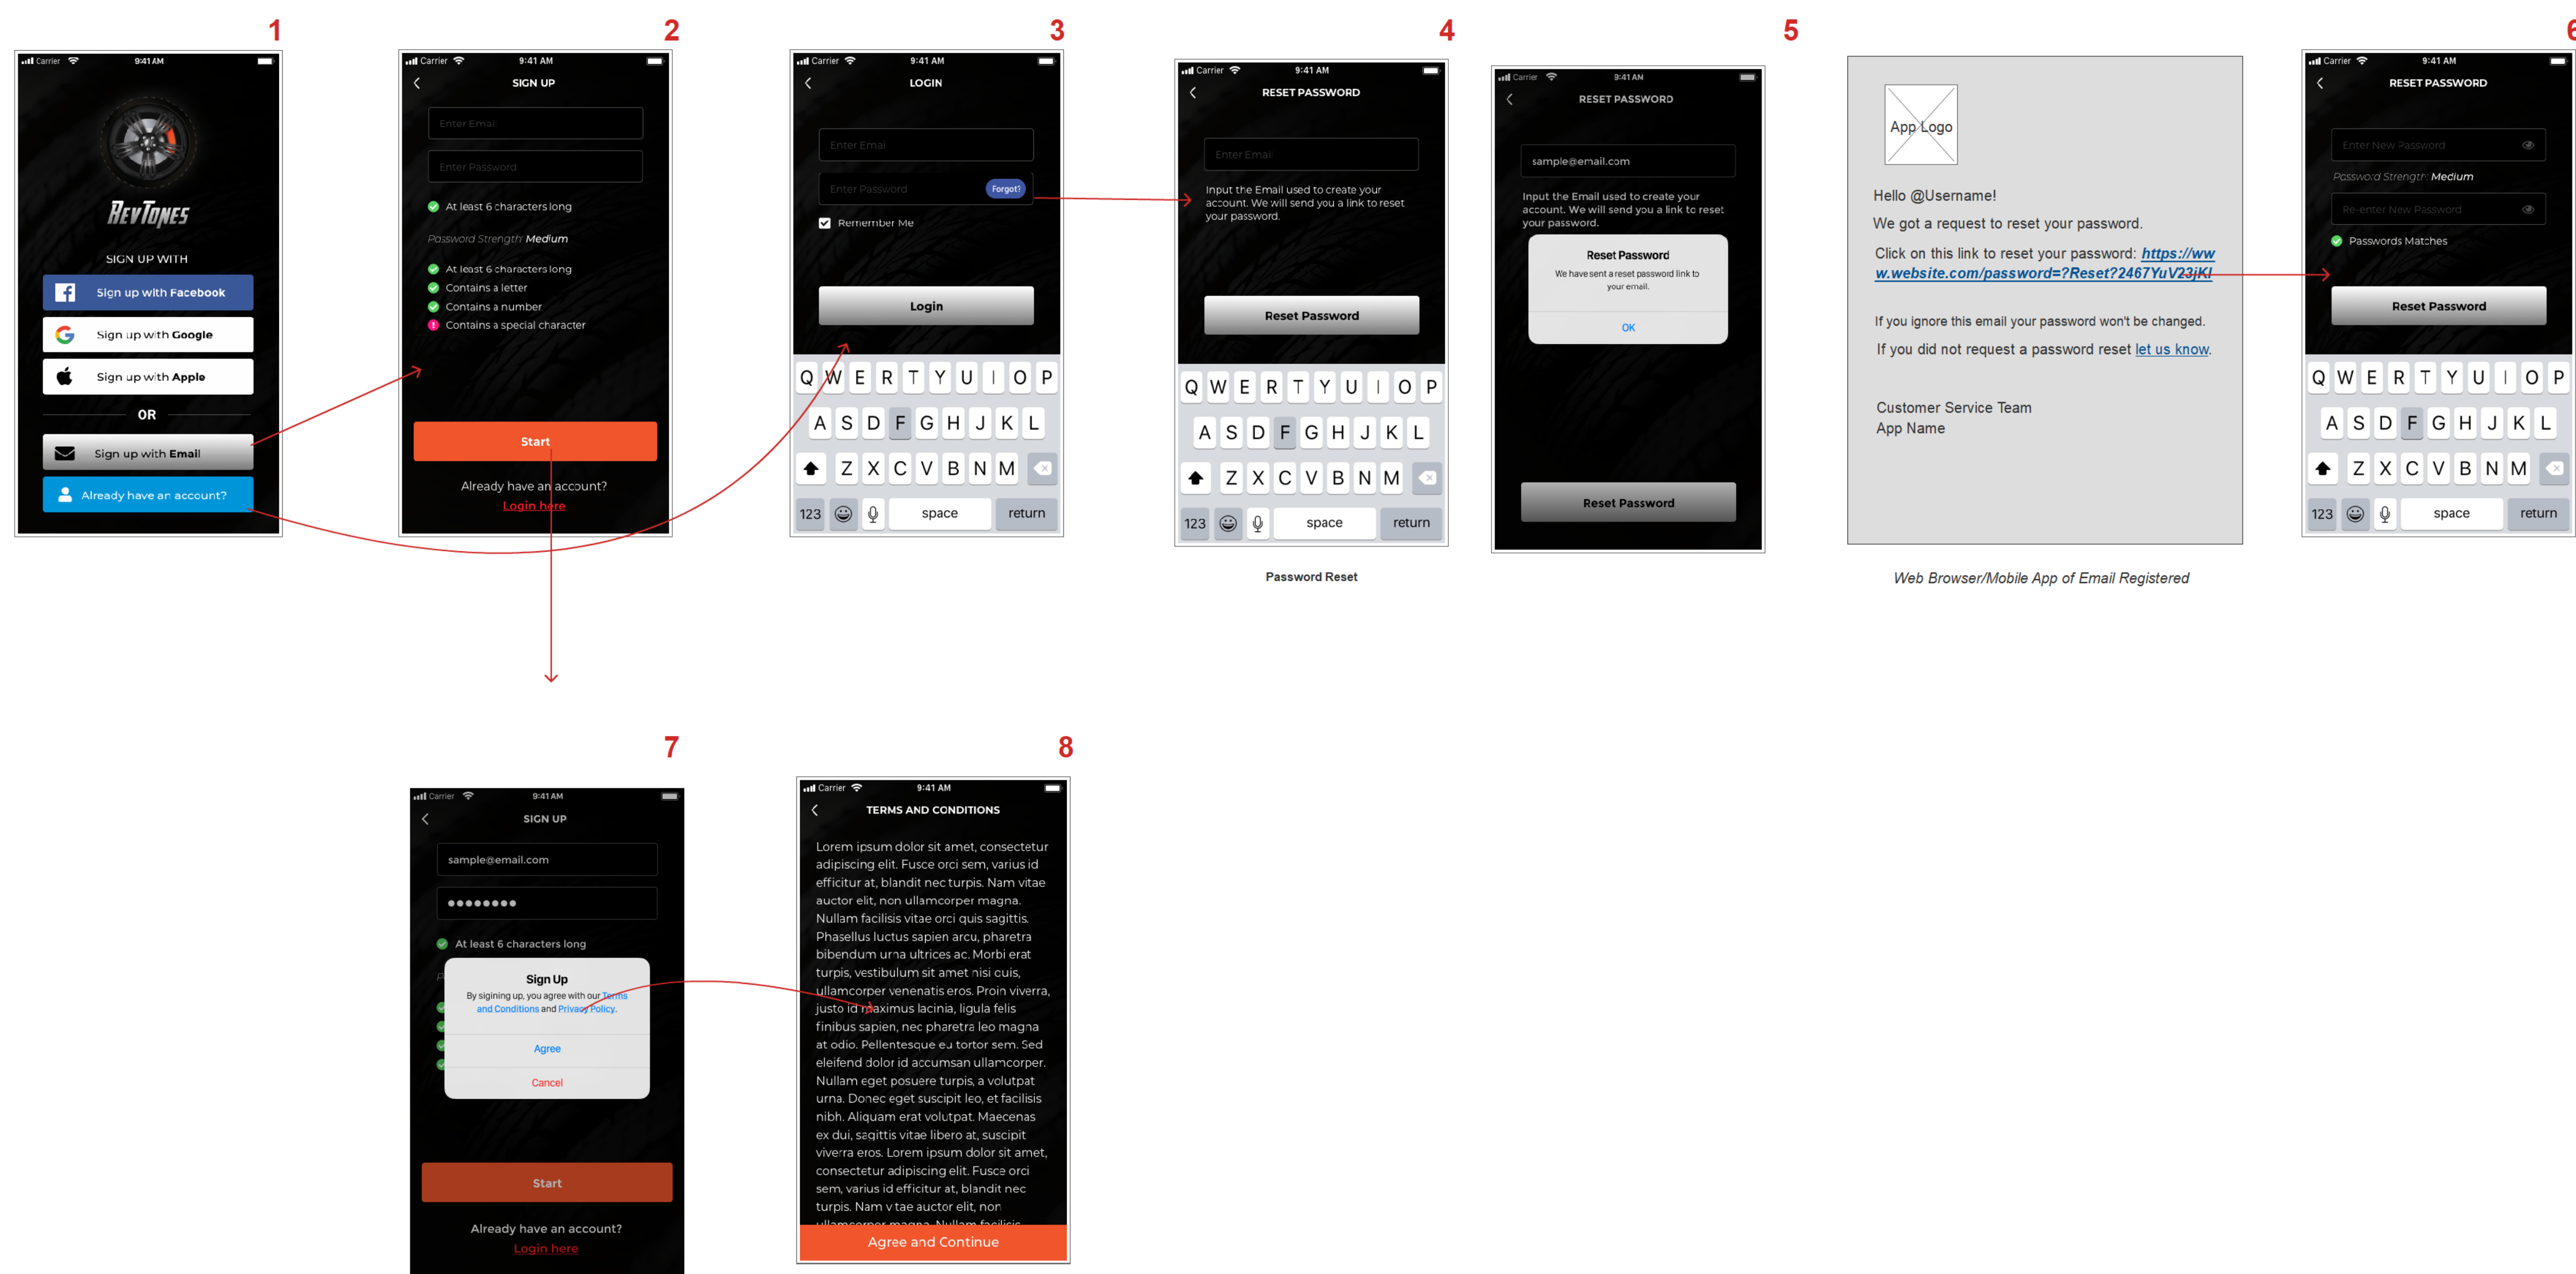 1
Carrier
9:41 AM
REVTONES
SIGN UP WITH
Sign up with Facebook
Sign up with Google
Sign up with Apple
OR
Sign up with Email
Already have an account?
2
Carrier
9:41 AM
SIGN UP
Enter Email
Enter Password
At least 6 characters long
Password Strength: Medium
At least 6 characters long
Contains a letter
Contains a number
Contains a special character
Start
Already have an account?
Login here
3
Carrier
9:41 AM
LOGIN
Enter Email
Enter Password
Forgot?
Remember Me
Login
Q W E R T Y U I O P
A S D F G H J K L
Z X C V B N M
123
space
return
4
Carrier
9:41 AM
RESET PASSWORD
Enter Email
Input the Email used to create your
account. We will send you a link to reset
your password.
Reset Password
Q W E R T Y U I O P
A S D F G H J K L
Z X C V B N M
123
space
return
Password Reset
5
Carrier
9:41 AM
RESET PASSWORD
sample@email.com
Input the Email used to create your
account. We will send you a link to reset
your password.
Reset Password
We have sent a reset password link to
your email.
OK
Reset Password
App Logo
Hello @Username!
We got a request to reset your password.
Click on this link to reset your password: https://ww
w.website.com/password=?Reset?2467YuV23jKl
If you ignore this email your password won't be changed.
If you did not request a password reset let us know.
Customer Service Team
App Name
Web Browser/Mobile App of Email Registered
6
Carrier
9:41 AM
RESET PASSWORD
Enter New Password
Password Strength: Medium
Re-enter New Password
Passwords Matches
Reset Password
Q W E R T Y U I O P
A S D F G H J K L
Z X C V B N M
123
space
return
7
Carrier
9:41 AM
SIGN UP
sample@email.com
At least 6 characters long
Sign Up
By sigining up, you agree with our Terms
and Conditions and Privacy Policy.
Agree
Cancel
Start
Already have an account?
Login here
8
Carrier
9:41 AM
TERMS AND CONDITIONS
Lorem ipsum dolor sit amet, consectetur
adipiscing elit. Fusce orci sem, varius id
efficitur at, blandit nec turpis. Nam vitae
auctor elit, non ullamcorper magna.
Nullam facilisis vitae orci quis sagittis.
Phasellus luctus sapien arcu, pharetra
bibendum urna ultrices ac. Morbi erat
turpis, vestibulum sit amet nisi cuis,
ullamcorper venenatis eros. Proin viverra,
justo id maximus lacinia, ligula felis
finibus sapien, nec pharetra leo magna
at odio. Pellentesque eu tortor sem. Sed
eleifend dolor id accumsan ullamcorper.
Nullam eget posuere turpis, a volutpat
urna. Donec eget suscipit leo, et facilisis
nibh. Aliquam erat volutpat. Maecenas
ex dui, sagittis vitae libero at, suscipit
viverra eros. Lorem ipsum dolor sit amet,
consectetur adipiscing elit. Fusce orci
sem, varius id efficitur at, blandit nec
turpis. Nam vitae auctor elit, non
ullamcorper magna. Nullam facilisis
Agree and Continue